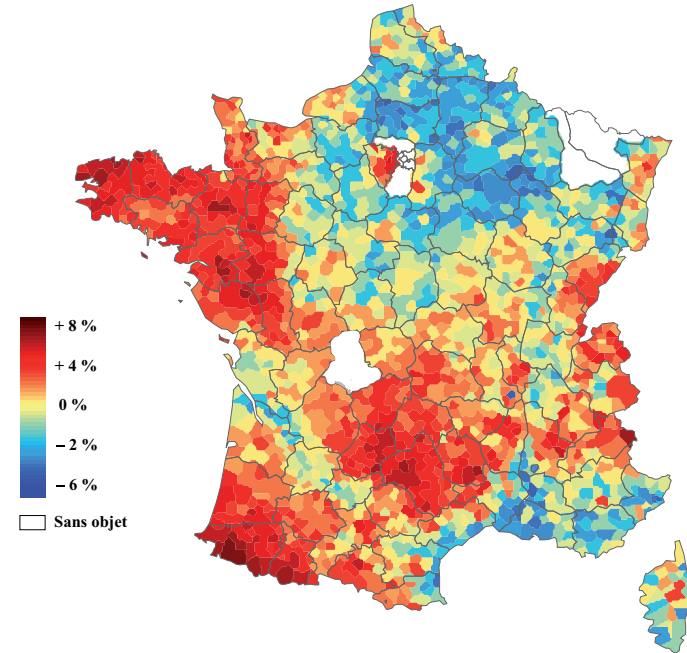 + 8 %
+ 4 %
0 %
– 2 %
– 6 %
Sans objet